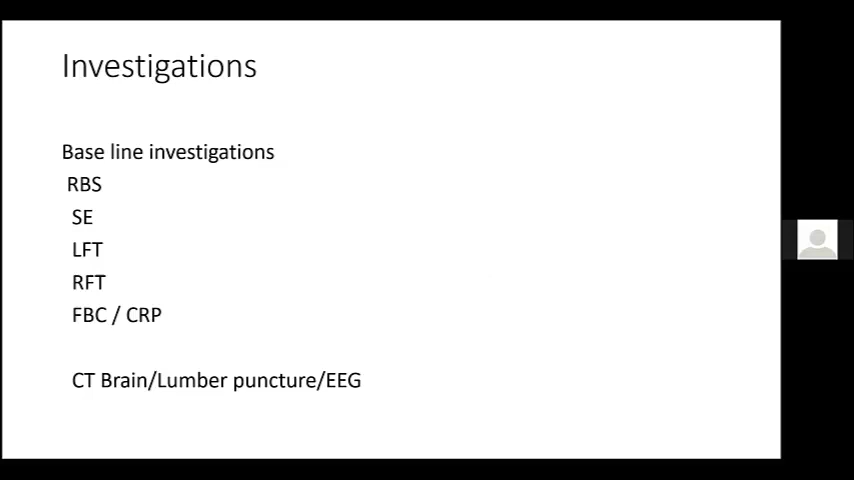 Investigations
Base line investigations
RBS
SE
LFT
RFT
FBC / CRP
CT Brain/Lumber puncture/EEG